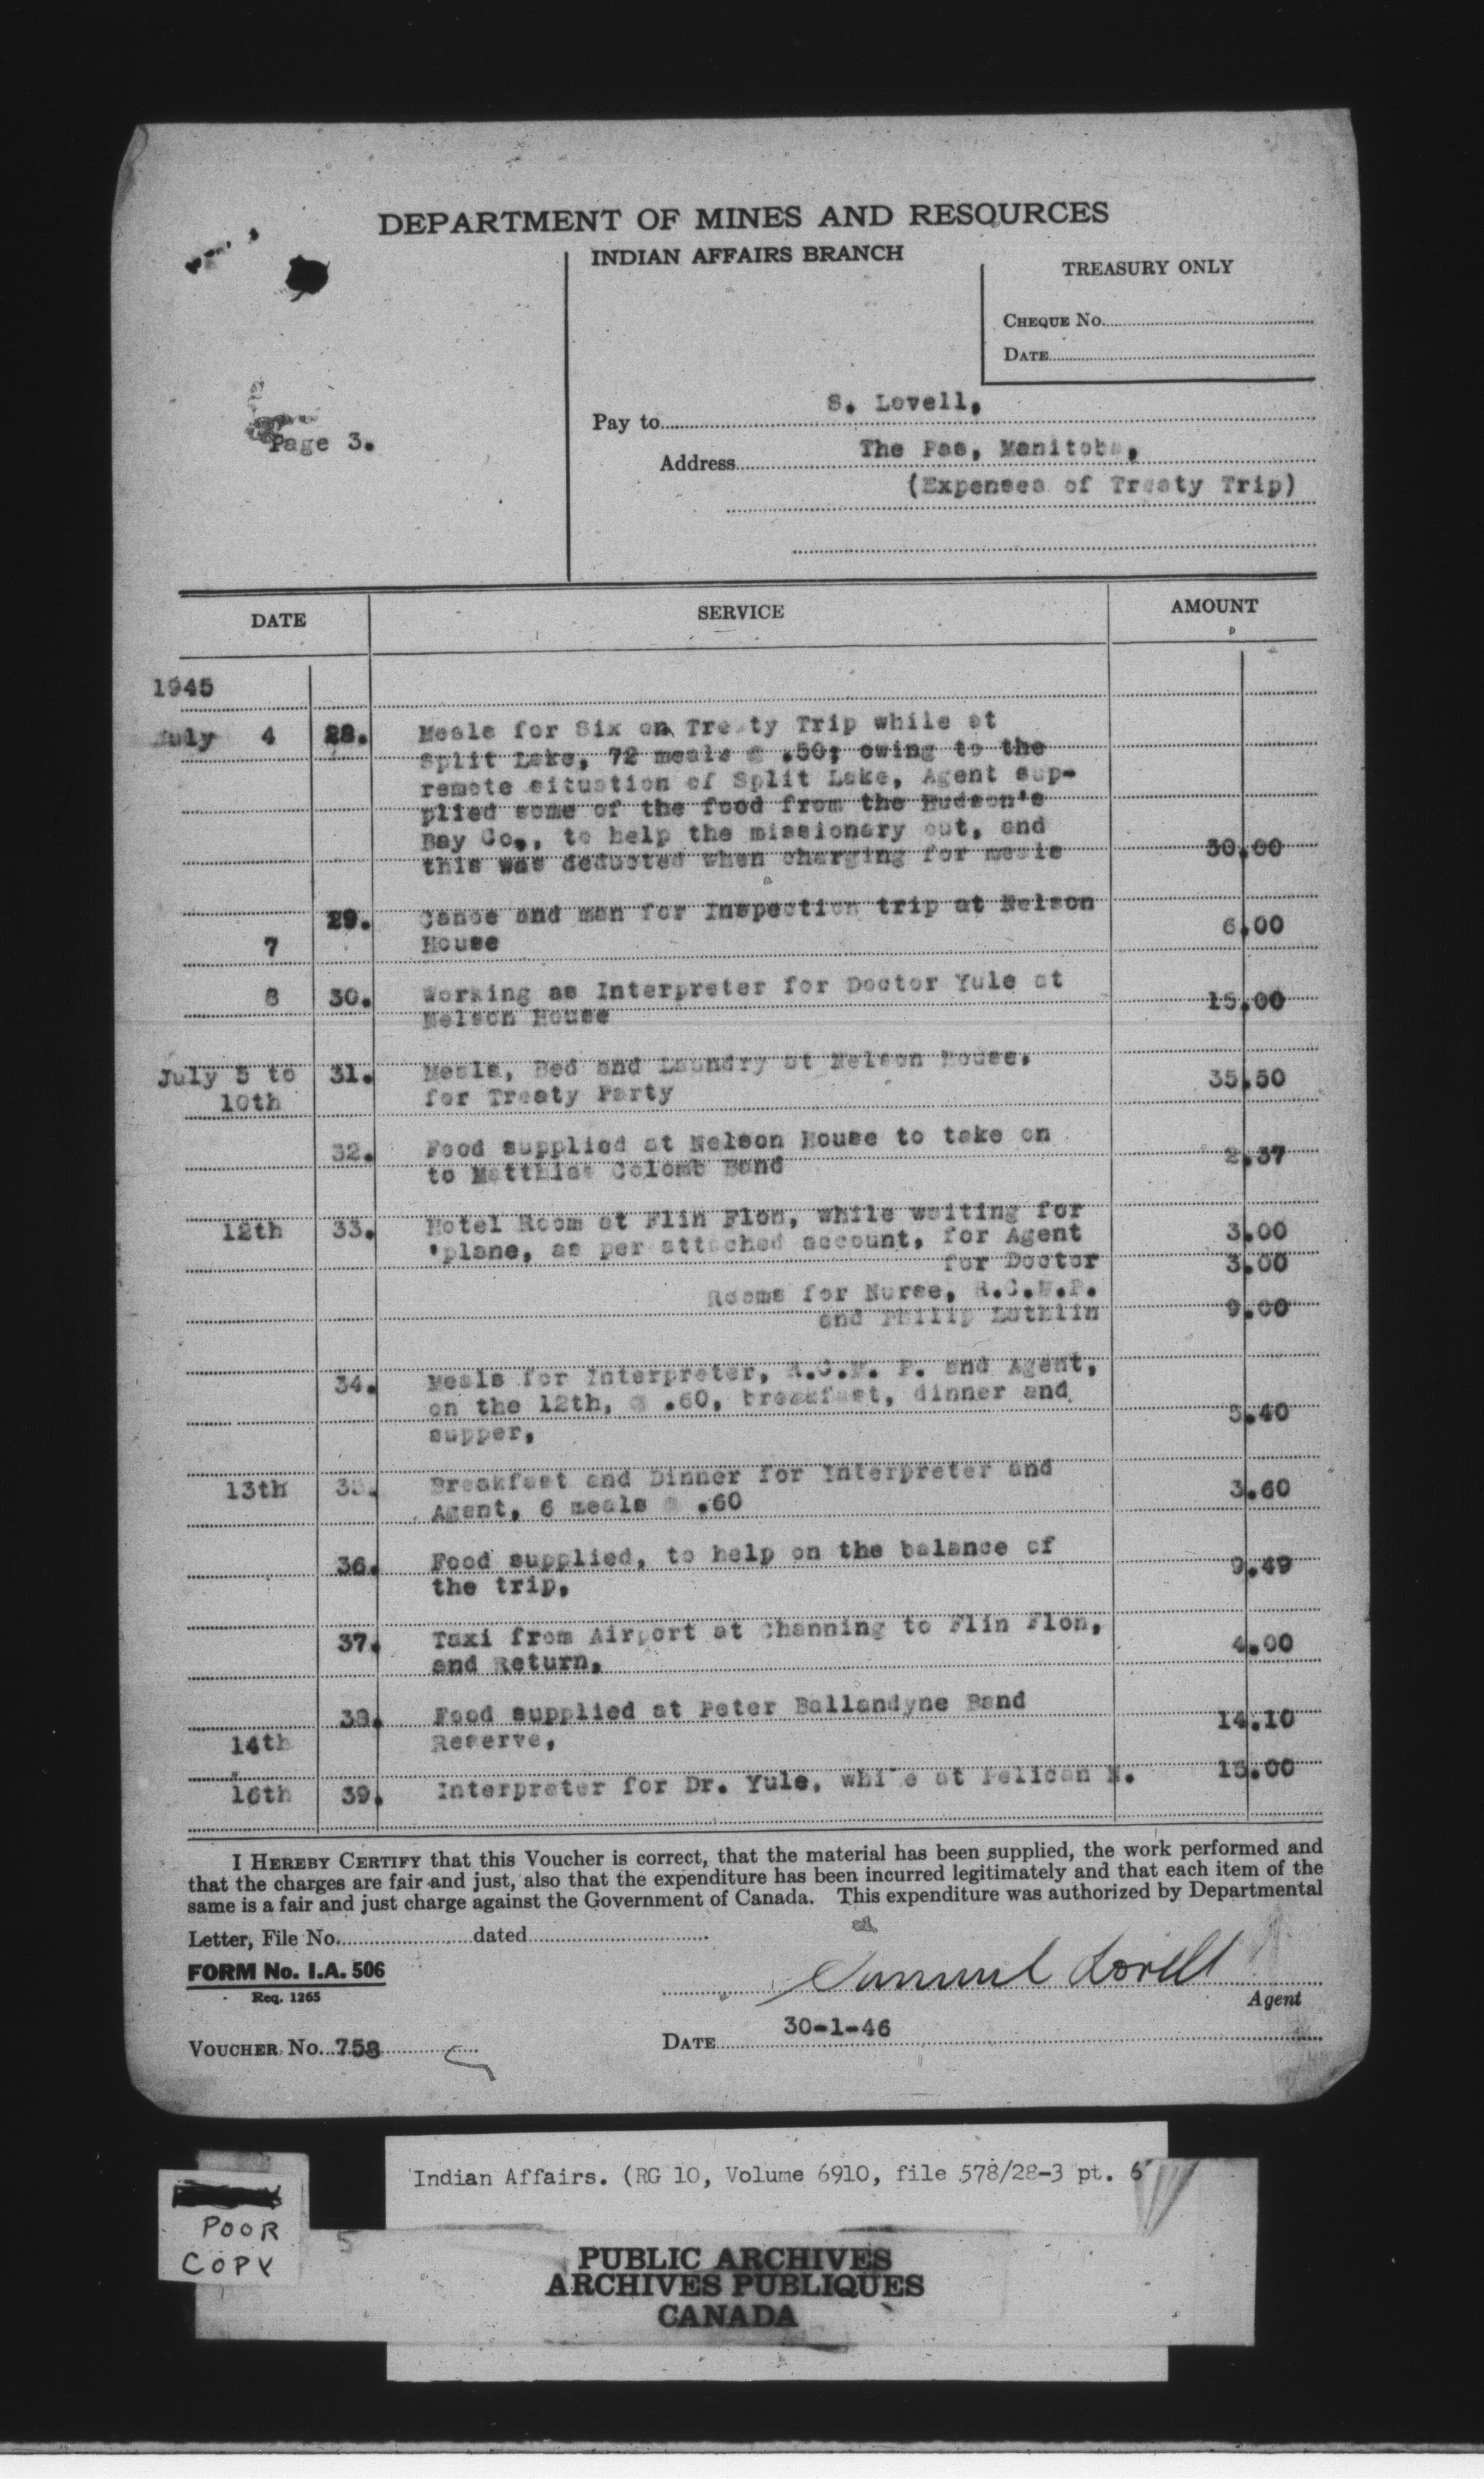 DEPARTMENT OF MINES AND RESOURCES
INDIAN AFFAIRS BRANCH
TREASURY ONLY
CHEQUE No.
DATE
Page 3.
Pay to S. Lovell,
Address The Pas, Manitoba,
(Expenses of Treaty Trip)
DATE SERVICE AMOUNT
1945
July 4 28. Meals for Six on Treaty Trip while at
Split Lake, 72 meals @ .50; owing to the
remote situation of Split Lake, Agent sup-
plied some of the food from the Hudson's
Bay Co., to help the missionary out, and
this was deducted when charging for meals 30.00
29. Canoe and man for Inspection trip at Nelson
7 House 6.00
8 30. Working as Interpreter for Doctor Yule at
Nelson House 15.00
July 5 to 31. Meals, Bed and Laundry at Nelson House,
10th for Treaty Party 35.50
32. Food supplied at Nelson House to take on
to Matthias Colomb Band 2.37
12th 33. Hotel Room at Flin Flon, while waiting for
'plane, as per attached account, for Agent 3.00
for Doctor 3.00
Rooms for Nurse, R.C.M.P.
and Philip Lathlin 9.00
34. Meals for Interpreter, R.C.M. P. and Agent,
on the 12th, @ .60, breakfast, dinner and
supper, 5.40
13th 35. Breakfast and Dinner for Interpreter and
Agent, 6 meals @ .60 3.60
36. Food supplied, to help on the balance of
the trip, 9.49
37. Taxi from Airport at Channing to Flin Flon,
and Return, 4.00
38. Food supplied at Peter Ballandyne Band
14th Reserve, 14.10
16th 39. Interpreter for Dr. Yule, while at Pelican N. 15.00
I HEREBY CERTIFY that this Voucher is correct, that the material has been supplied, the work performed and
that the charges are fair and just, also that the expenditure has been incurred legitimately and that each item of the
same is a fair and just charge against the Government of Canada. This expenditure was authorized by Departmental
Letter, File No. dated
FORM No. I.A. 506
Req. 1265
Samuel Lovell
Agent
VOUCHER No. 758
DATE 30-1-46
Indian Affairs. (RG 10, Volume 6910, file 578/28-3 pt. 6
POOR
COPY
5
PUBLIC ARCHIVES
ARCHIVES PUBLIQUES
CANADA